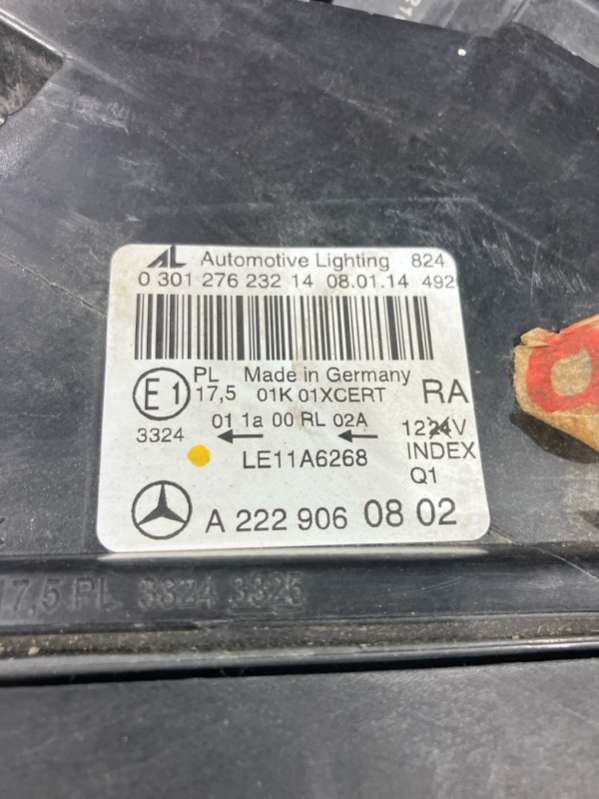 AL Automotive Lighting 824
0 301 276 232 14 08.01.14 492
E1 PL 17,5 Made in Germany RA
01K 01XCERT
01 1a 00 RL 02A
3324
1224V
LE11A6268 INDEX
Q1
A 222 906 08 02
17,5 PL 3324 3325